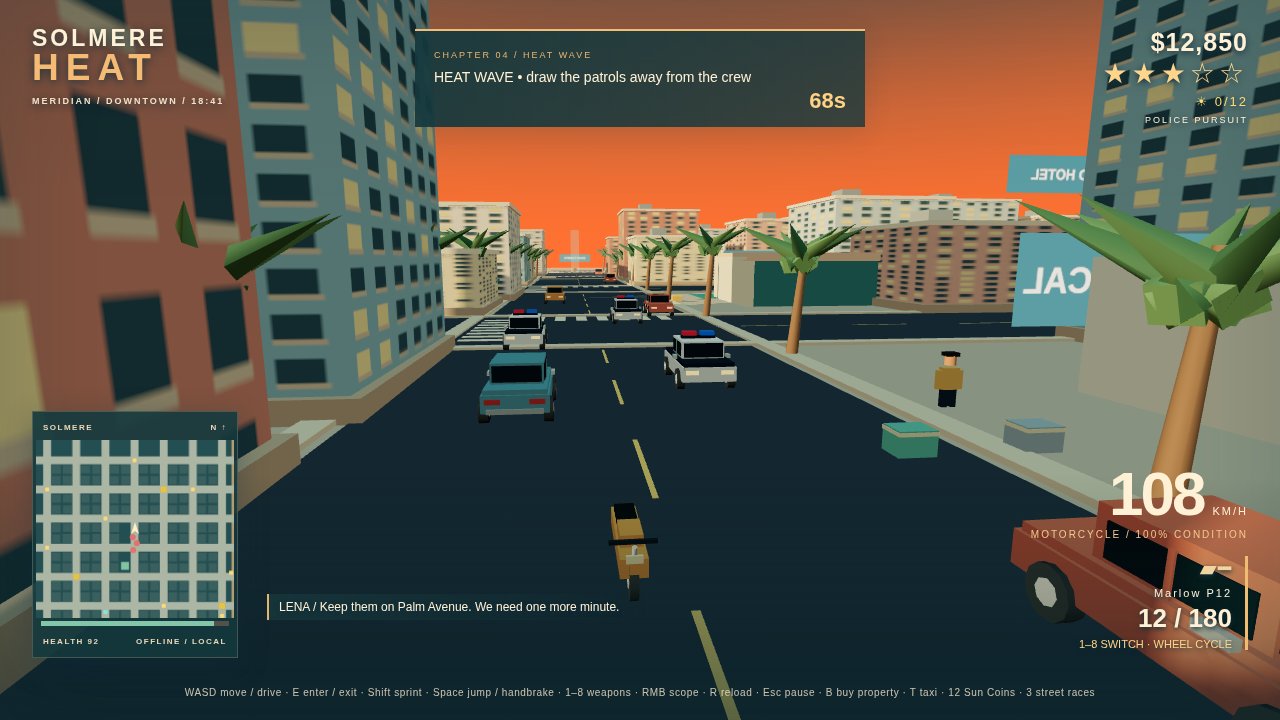 SOLMERE
HEAT
MERIDIAN / DOWNTOWN / 18:41
CHAPTER 04 / HEAT WAVE
HEAT WAVE • draw the patrols away from the crew
68s
$12,850
★ ★ ★ ☆ ☆
☀ 0/12
POLICE PURSUIT
HOTEL
CAL
SOLMERE
N ↑
HEALTH 92
OFFLINE / LOCAL
LENA / Keep them on Palm Avenue. We need one more minute.
108 KM/H
MOTORCYCLE / 100% CONDITION
Marlow P12
12 / 180
1–8 SWITCH · WHEEL CYCLE
WASD move / drive · E enter / exit · Shift sprint · Space jump / handbrake · 1–8 weapons · RMB scope · R reload · Esc pause · B buy property · T taxi · 12 Sun Coins · 3 street races